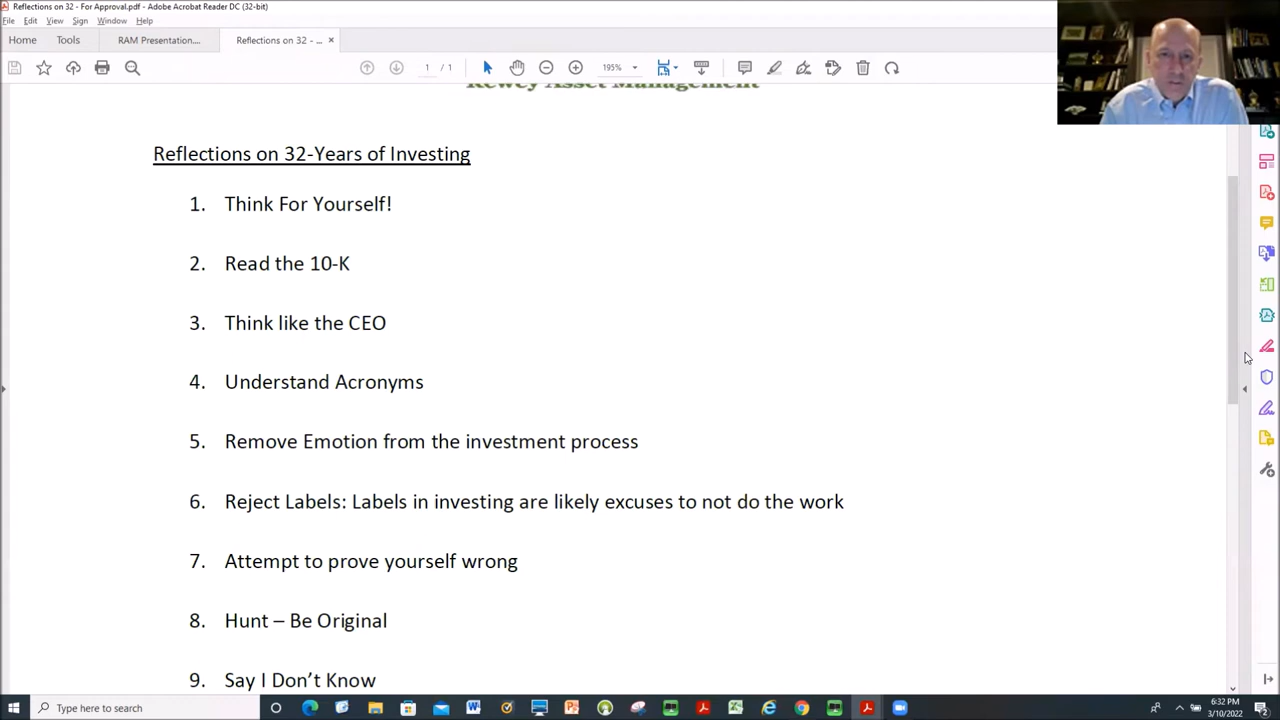 Reflections on 32 - For Approval.pdf - Adobe Acrobat Reader DC (32-bit)
File Edit View Sign Window Help
Home Tools RAM Presentation.... Reflections on 32 - ... ×
1 / 1 195%
Rewey Asset Management
Reflections on 32-Years of Investing
1. Think For Yourself!
2. Read the 10-K
3. Think like the CEO
4. Understand Acronyms
5. Remove Emotion from the investment process
6. Reject Labels: Labels in investing are likely excuses to not do the work
7. Attempt to prove yourself wrong
8. Hunt – Be Original
9. Say I Don’t Know
Type here to search
6:32 PM
3/10/2022